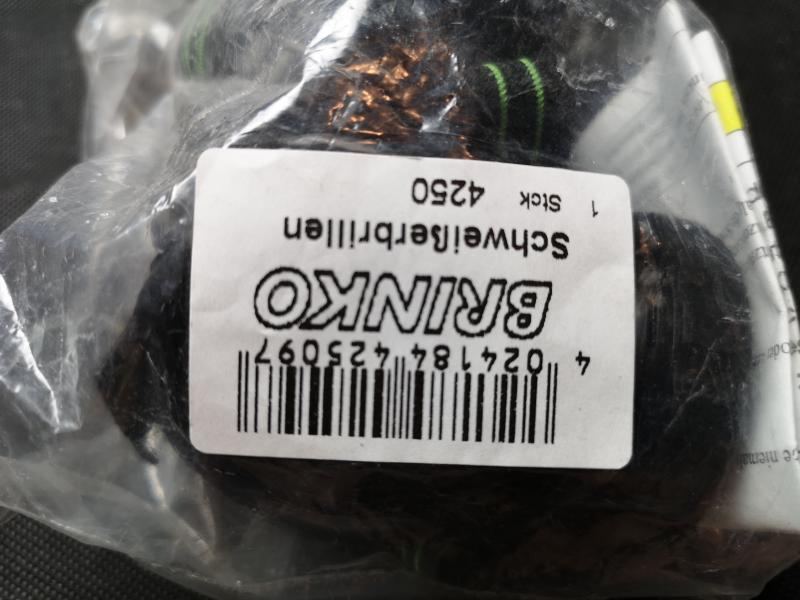 4 024184 425097
BRINKO
Schweißerbrillen
1 Stck 4250